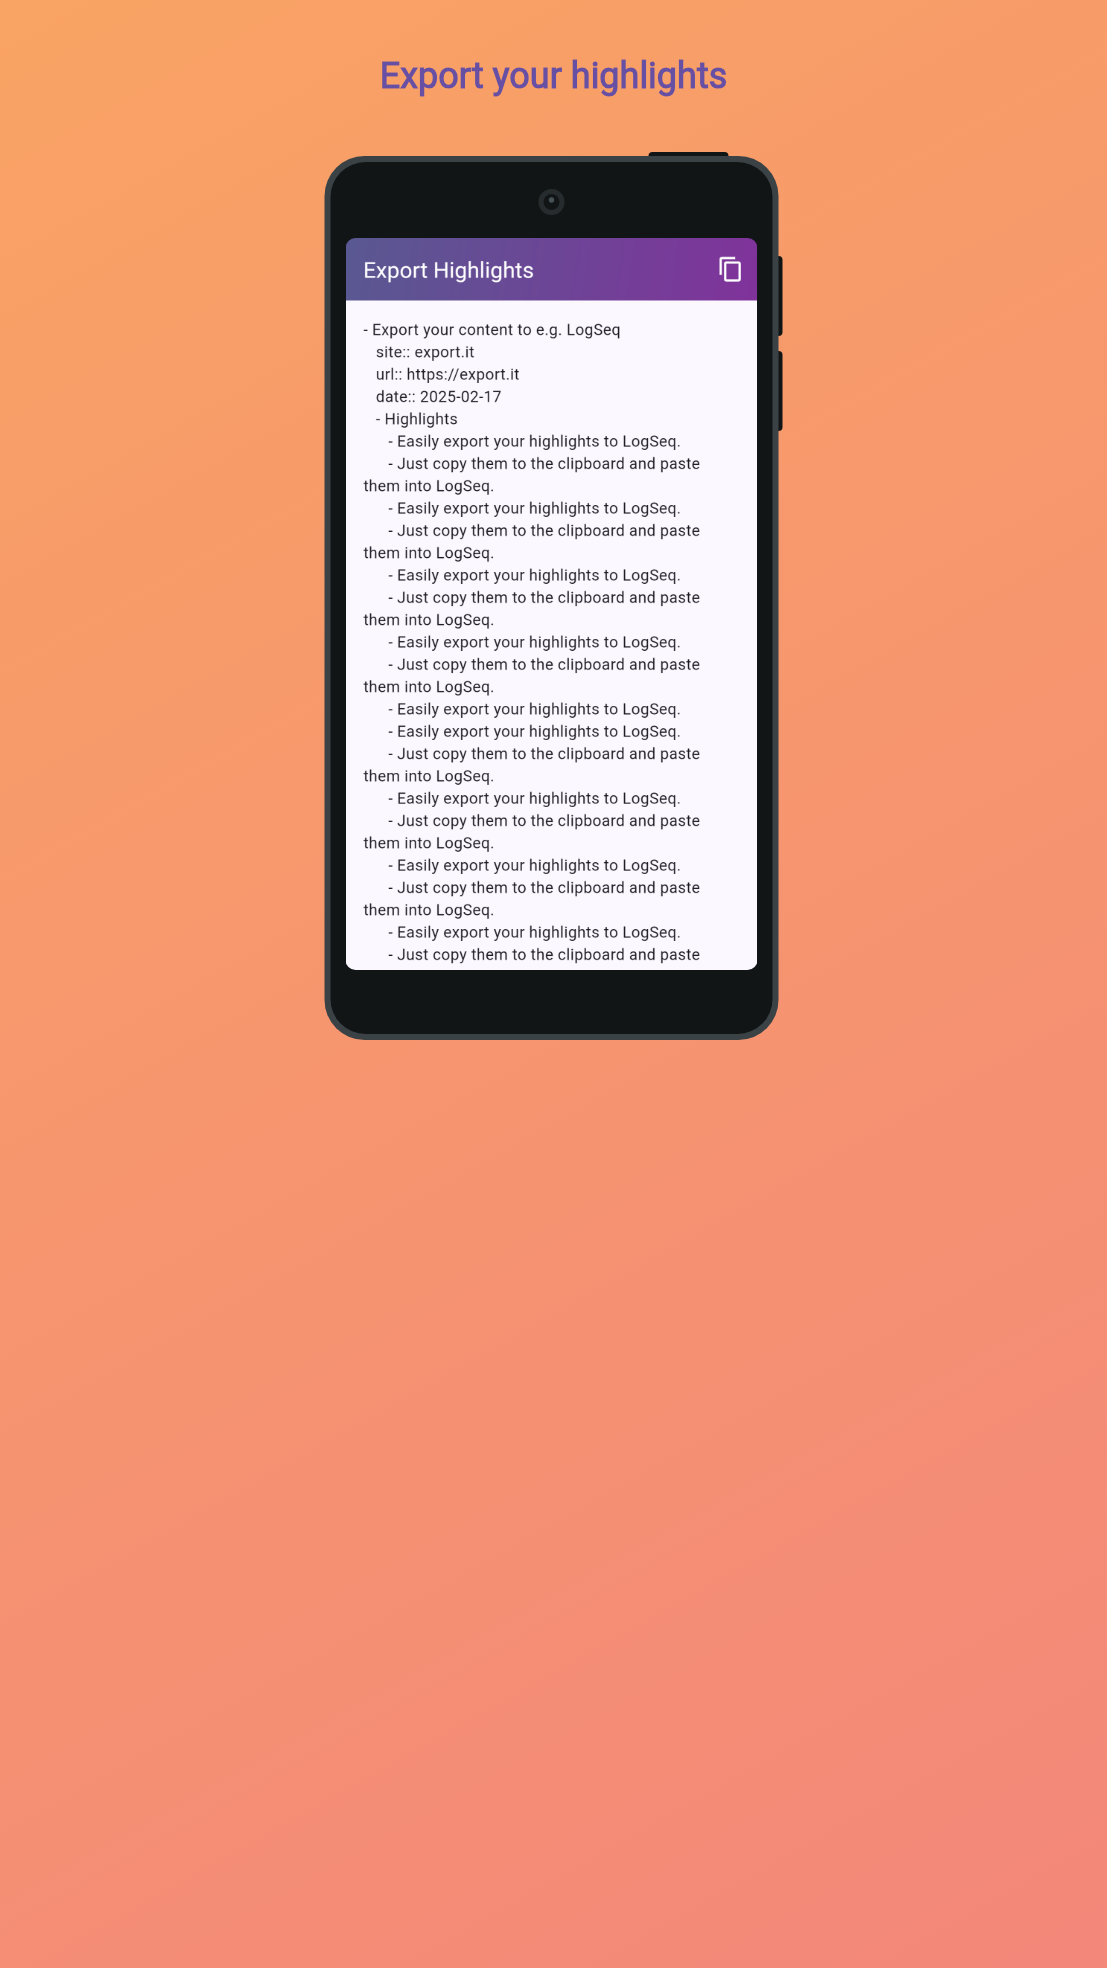 Export your highlights
Export Highlights
- Export your content to e.g. LogSeq
site:: export.it
url:: https://export.it
date:: 2025-02-17
- Highlights
- Easily export your highlights to LogSeq.
- Just copy them to the clipboard and paste
them into LogSeq.
- Easily export your highlights to LogSeq.
- Just copy them to the clipboard and paste
them into LogSeq.
- Easily export your highlights to LogSeq.
- Just copy them to the clipboard and paste
them into LogSeq.
- Easily export your highlights to LogSeq.
- Just copy them to the clipboard and paste
them into LogSeq.
- Easily export your highlights to LogSeq.
- Easily export your highlights to LogSeq.
- Just copy them to the clipboard and paste
them into LogSeq.
- Easily export your highlights to LogSeq.
- Just copy them to the clipboard and paste
them into LogSeq.
- Easily export your highlights to LogSeq.
- Just copy them to the clipboard and paste
them into LogSeq.
- Easily export your highlights to LogSeq.
- Just copy them to the clipboard and paste